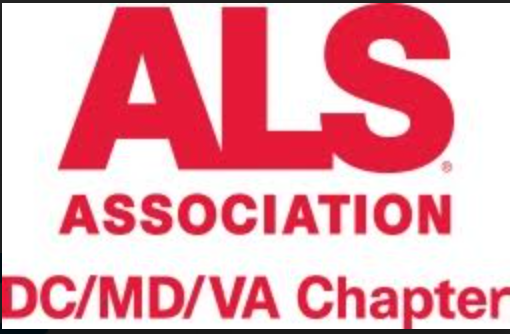 ALS®
ASSOCIATION
DC/MD/VA Chapter